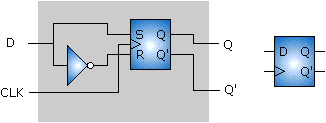 S Q
D Q D Q
R Q' Q'
CLK Q'